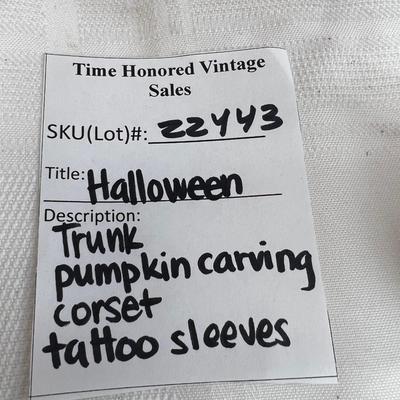 Time Honored Vintage
Sales
SKU(Lot)#: 22443
Title: Halloween
Description:
Trunk
pumpkin carving
corset
tattoo sleeves